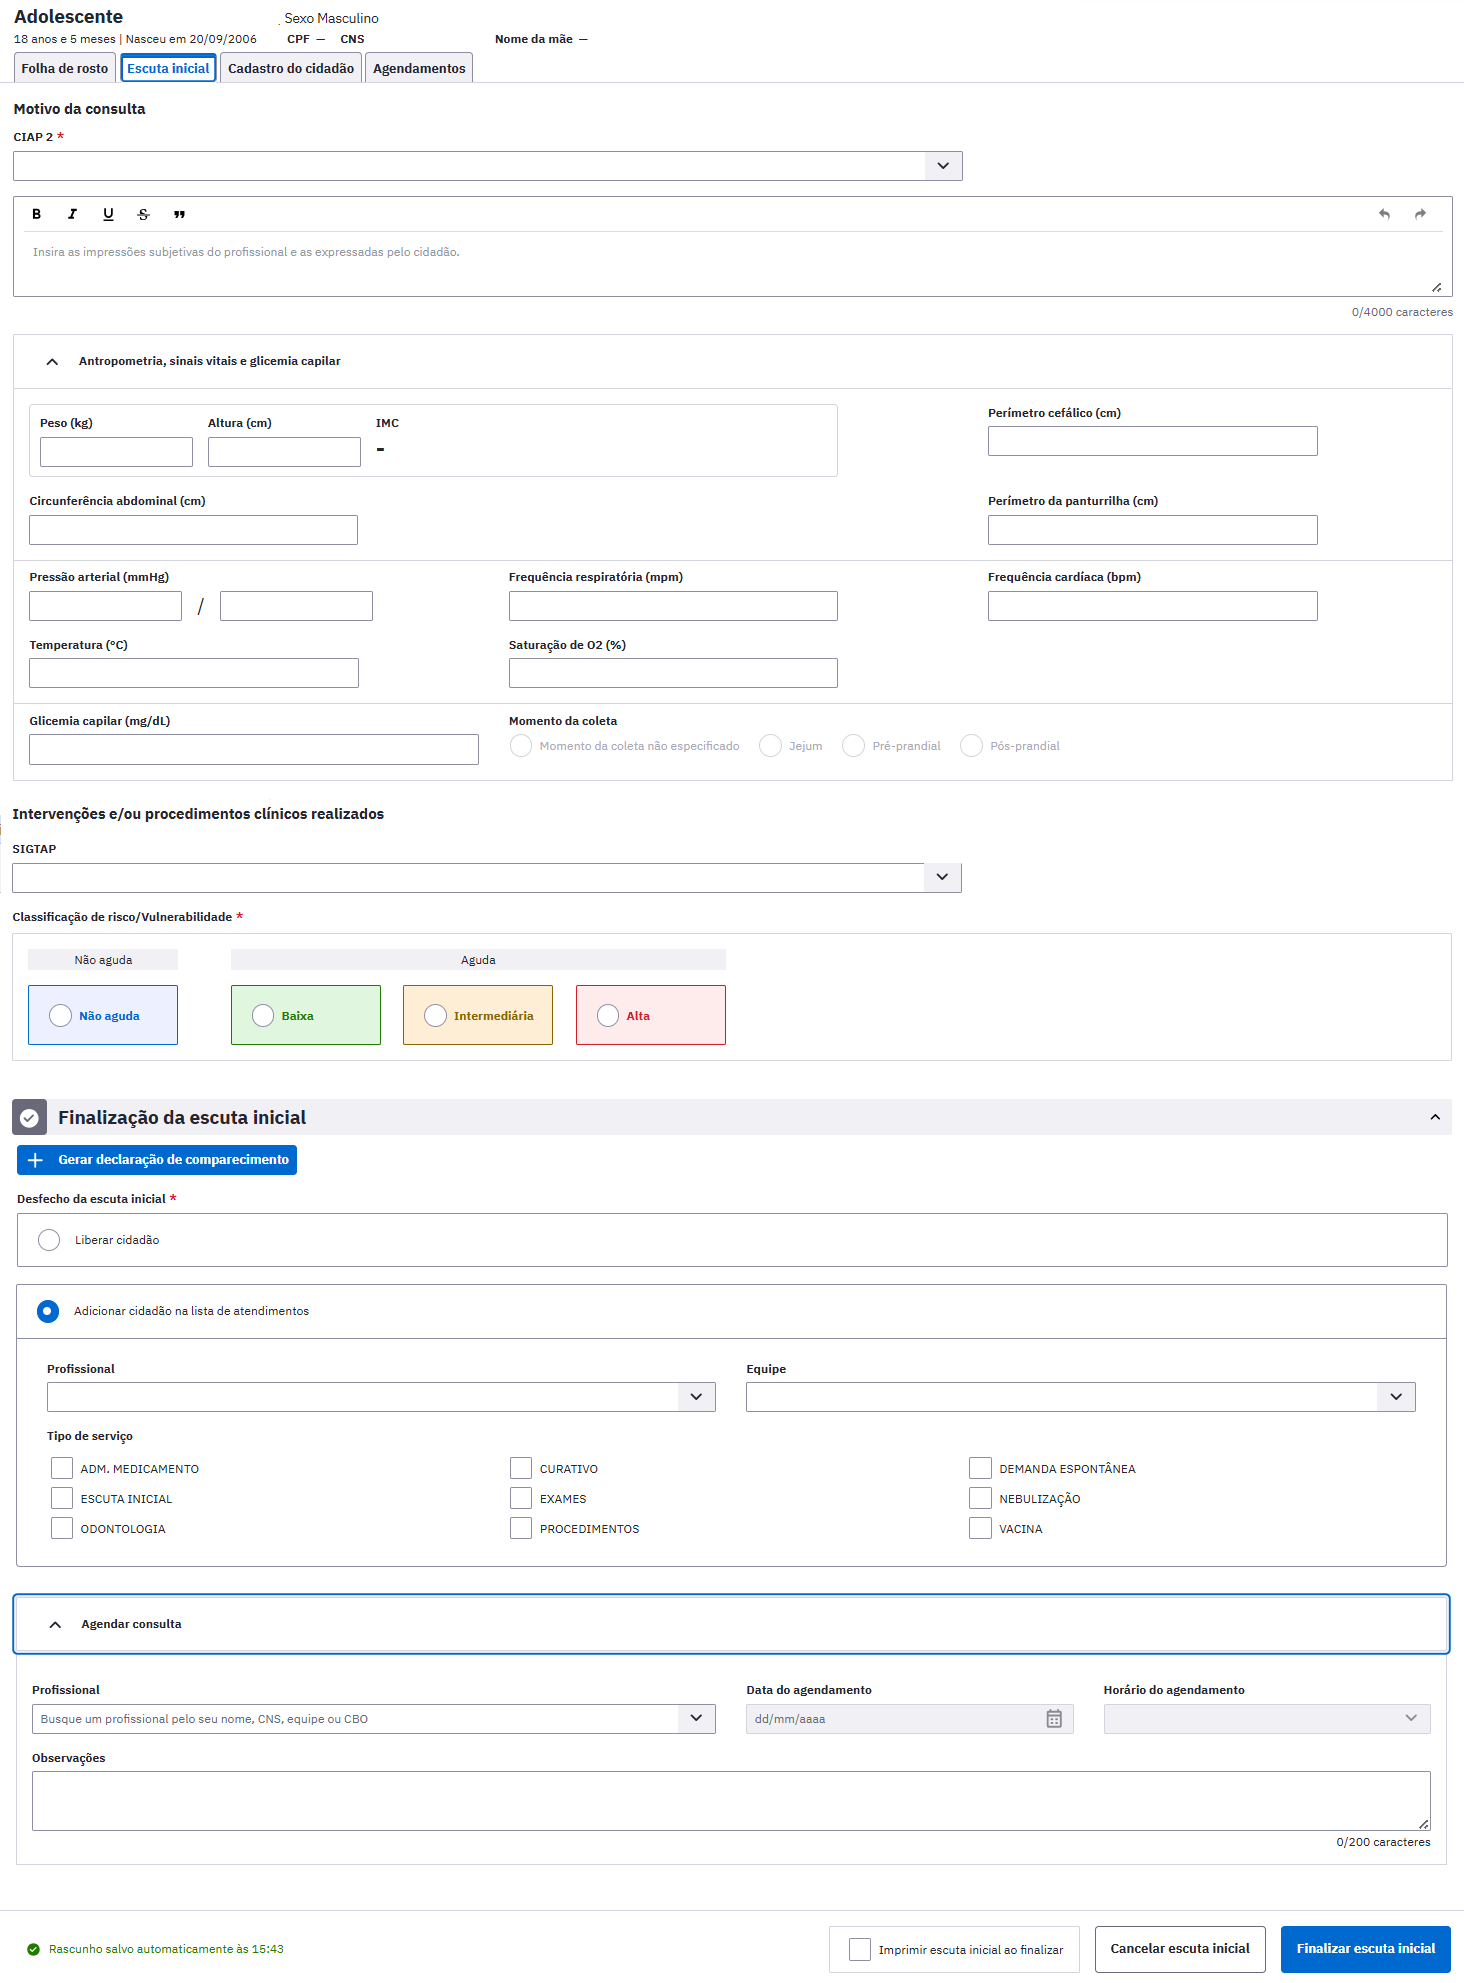 Adolescente
. Sexo Masculino
18 anos e 5 meses | Nasceu em 20/09/2006 CPF — CNS Nome da mãe —
Folha de rosto Escuta inicial Cadastro do cidadão Agendamentos
Motivo da consulta
CIAP 2 *
B I U S ❞
Insira as impressões subjetivas do profissional e as expressadas pelo cidadão.
0/4000 caracteres
Antropometria, sinais vitais e glicemia capilar
Peso (kg) Altura (cm) IMC Perímetro cefálico (cm)
-
Circunferência abdominal (cm) Perímetro da panturrilha (cm)
Pressão arterial (mmHg) Frequência respiratória (mpm) Frequência cardíaca (bpm)
/
Temperatura (°C) Saturação de O2 (%)
Glicemia capilar (mg/dL) Momento da coleta
Momento da coleta não especificado Jejum Pré-prandial Pós-prandial
Intervenções e/ou procedimentos clínicos realizados
SIGTAP
Classificação de risco/Vulnerabilidade *
Não aguda Aguda
Não aguda Baixa Intermediária Alta
Finalização da escuta inicial
Gerar declaração de comparecimento
Desfecho da escuta inicial *
Liberar cidadão
Adicionar cidadão na lista de atendimentos
Profissional Equipe
Tipo de serviço
ADM. MEDICAMENTO CURATIVO DEMANDA ESPONTÂNEA
ESCUTA INICIAL EXAMES NEBULIZAÇÃO
ODONTOLOGIA PROCEDIMENTOS VACINA
Agendar consulta
Profissional Data do agendamento Horário do agendamento
Busque um profissional pelo seu nome, CNS, equipe ou CBO dd/mm/aaaa
Observações
0/200 caracteres
Rascunho salvo automaticamente às 15:43 Imprimir escuta inicial ao finalizar Cancelar escuta inicial Finalizar escuta inicial